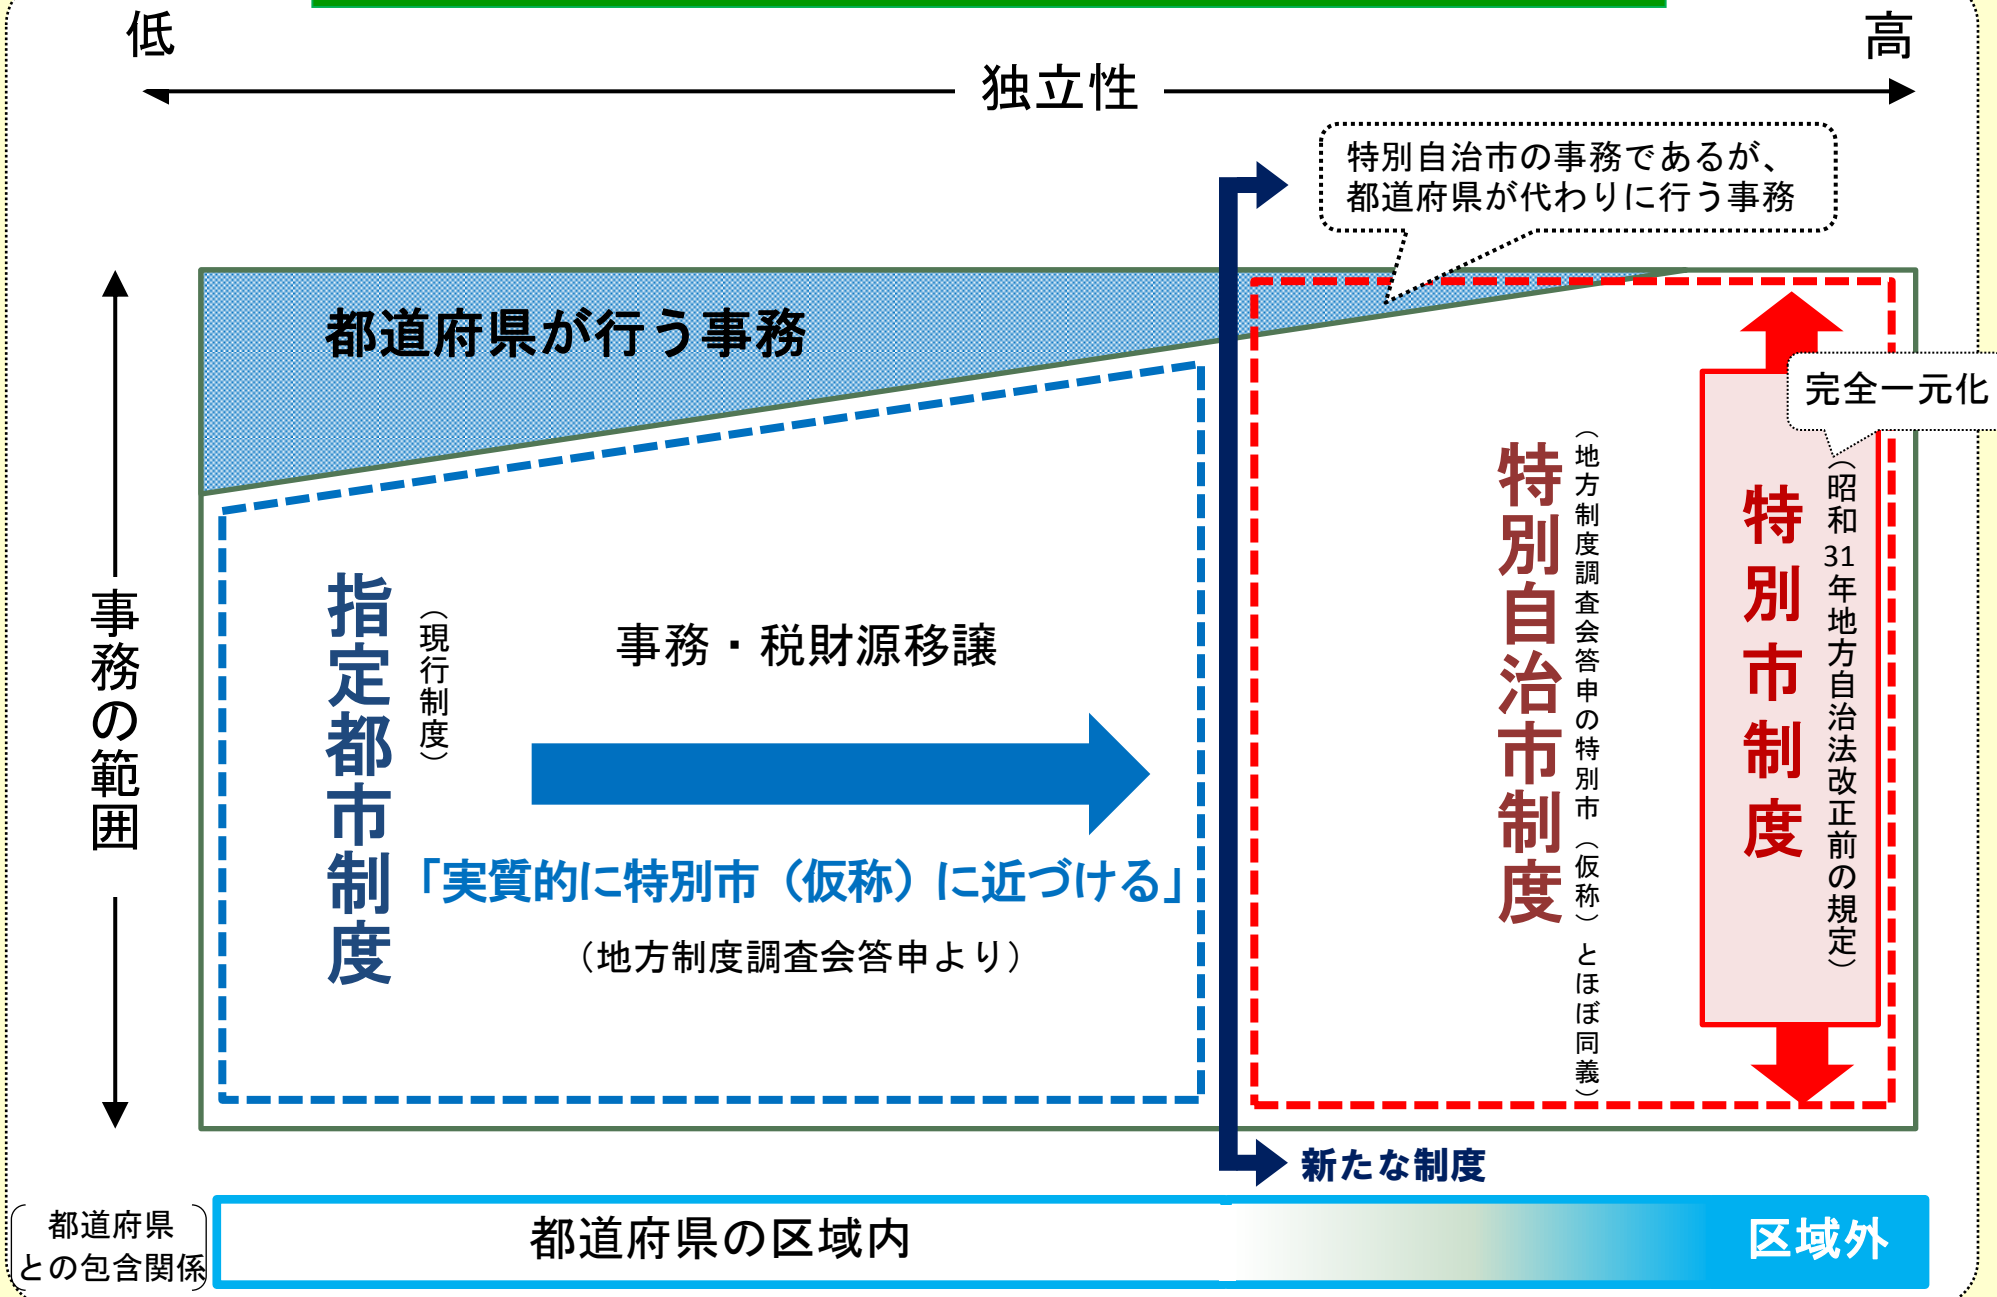 低
高
独立性
特別自治市の事務であるが、
都道府県が代わりに行う事務
都道府県が行う事務
完全一元化
事務の範囲
指定都市制度
（現行制度）
事務・税財源移譲
「実質的に特別市（仮称）に近づける」
（地方制度調査会答申より）
特別自治市制度
（地方制度調査会答申の特別市（仮称）とほぼ同義）
特別市制度
（昭和31年地方自治法改正前の規定）
新たな制度
都道府県
との包含関係
都道府県の区域内
区域外